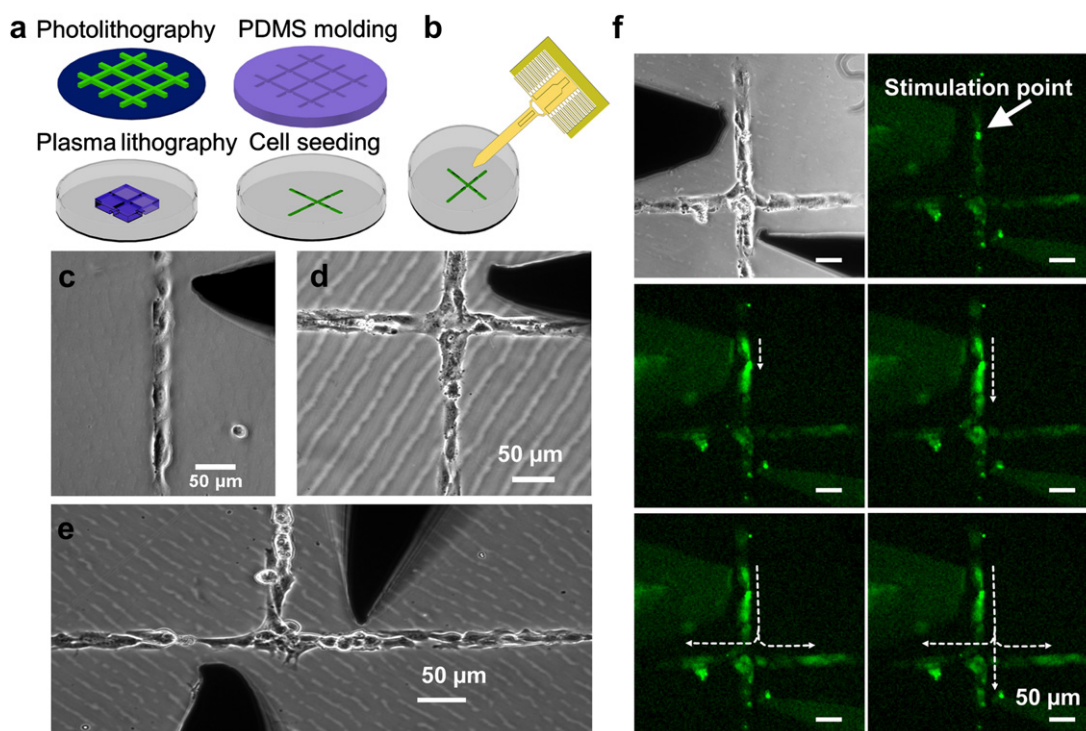 a
Photolithography
PDMS molding
Plasma lithography
Cell seeding
b
c
50 μm
d
50 μm
e
50 μm
f
Stimulation point
50 μm